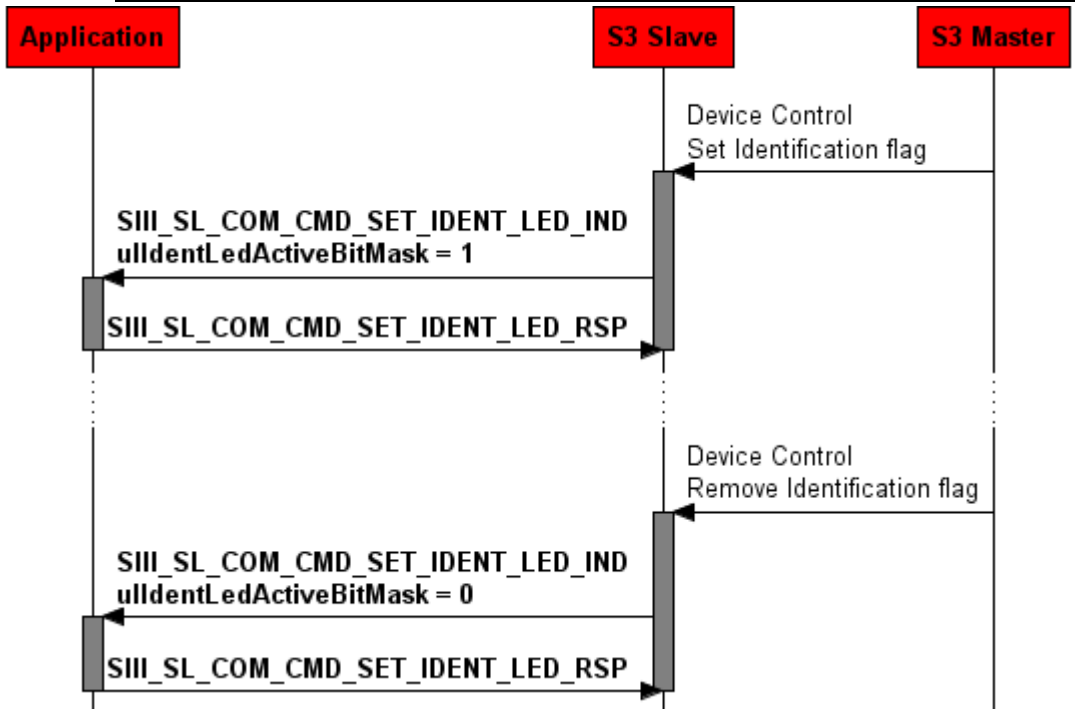 Application
S3 Slave
S3 Master
Device Control
Set Identification flag
SIII_SL_COM_CMD_SET_IDENT_LED_IND
ulIdentLedActiveBitMask = 1
SIII_SL_COM_CMD_SET_IDENT_LED_RSP
Device Control
Remove Identification flag
SIII_SL_COM_CMD_SET_IDENT_LED_IND
ulIdentLedActiveBitMask = 0
SIII_SL_COM_CMD_SET_IDENT_LED_RSP